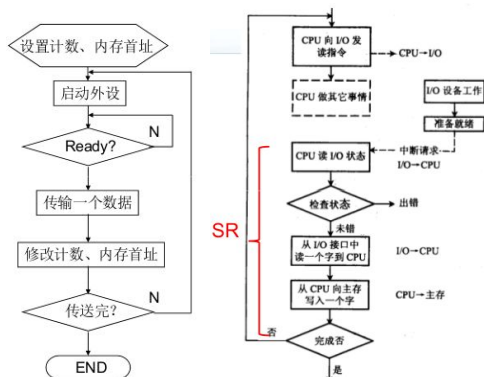 设置计数、内存首址
启动外设
Ready?
N
传输一个数据
修改计数、内存首址
传送完?
N
END
CPU 向 I/O 发
读指令
CPU→I/O
CPU 做其它事情
I/O 设备工作
准备就绪
中断请求
CPU 读 I/O 状态
I/O→CPU
检查状态
出错
SR
未错
从 I/O 接口中
读一个字到 CPU
I/O→CPU
从 CPU 向主存
写入一个字
CPU→主存
否
完成否
是